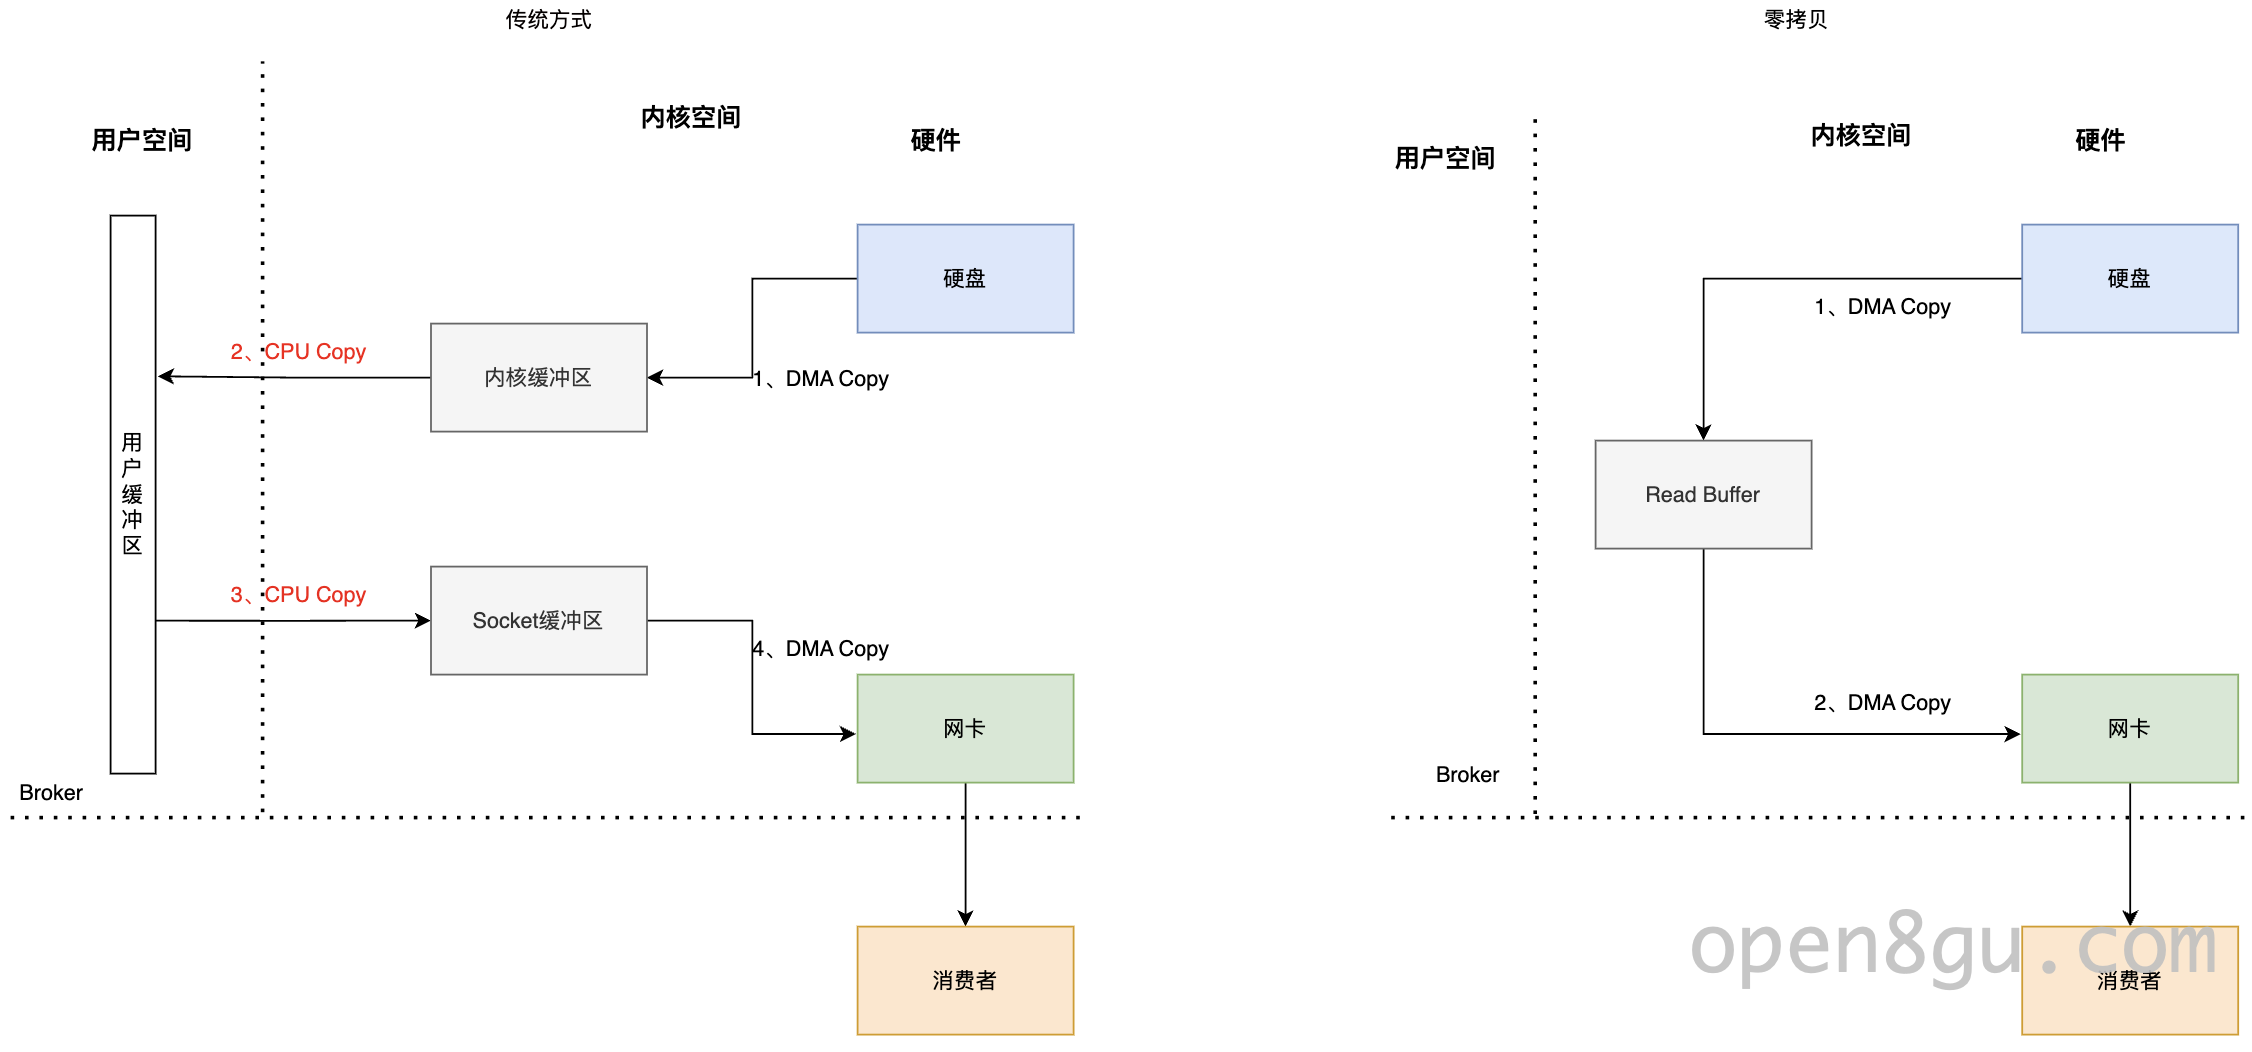 传统方式
用户空间
内核空间
硬件
硬盘
2、CPU Copy
内核缓冲区
1、DMA Copy
用户缓冲区
3、CPU Copy
Socket缓冲区
4、DMA Copy
网卡
Broker
消费者
零拷贝
用户空间
内核空间
硬件
硬盘
1、DMA Copy
Read Buffer
2、DMA Copy
网卡
Broker
消费者
open8gu.com